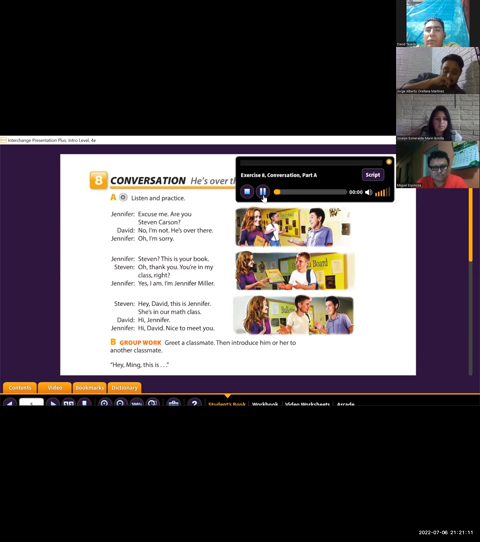 Interchange Presentation Plus. Intro Level. 4e
8 CONVERSATION He's over th
A Listen and practice.
Jennifer: Excuse me. Are you
Steven Carson?
David: No, I'm not. He's over there.
Jennifer: Oh, I'm sorry.
Jennifer: Steven? This is your book.
Steven: Oh, thank you. You're in my
class, right?
Jennifer: Yes, I am. I'm Jennifer Miller.
Steven: Hey, David, this is Jennifer.
She's in our math class.
David: Hi, Jennifer.
Jennifer: Hi, David. Nice to meet you.
B GROUP WORK Greet a classmate. Then introduce him or her to
another classmate.
"Hey, Ming, this is . . ."
Exercise 8, Conversation, Part A
Script
00:00
Board
Contents
Video
Bookmarks
Dictionary
?
Student's Book
Workbook
Video Worksheets
Arcade
David
Miguel Espinoza
2022-07-06 21:21:11